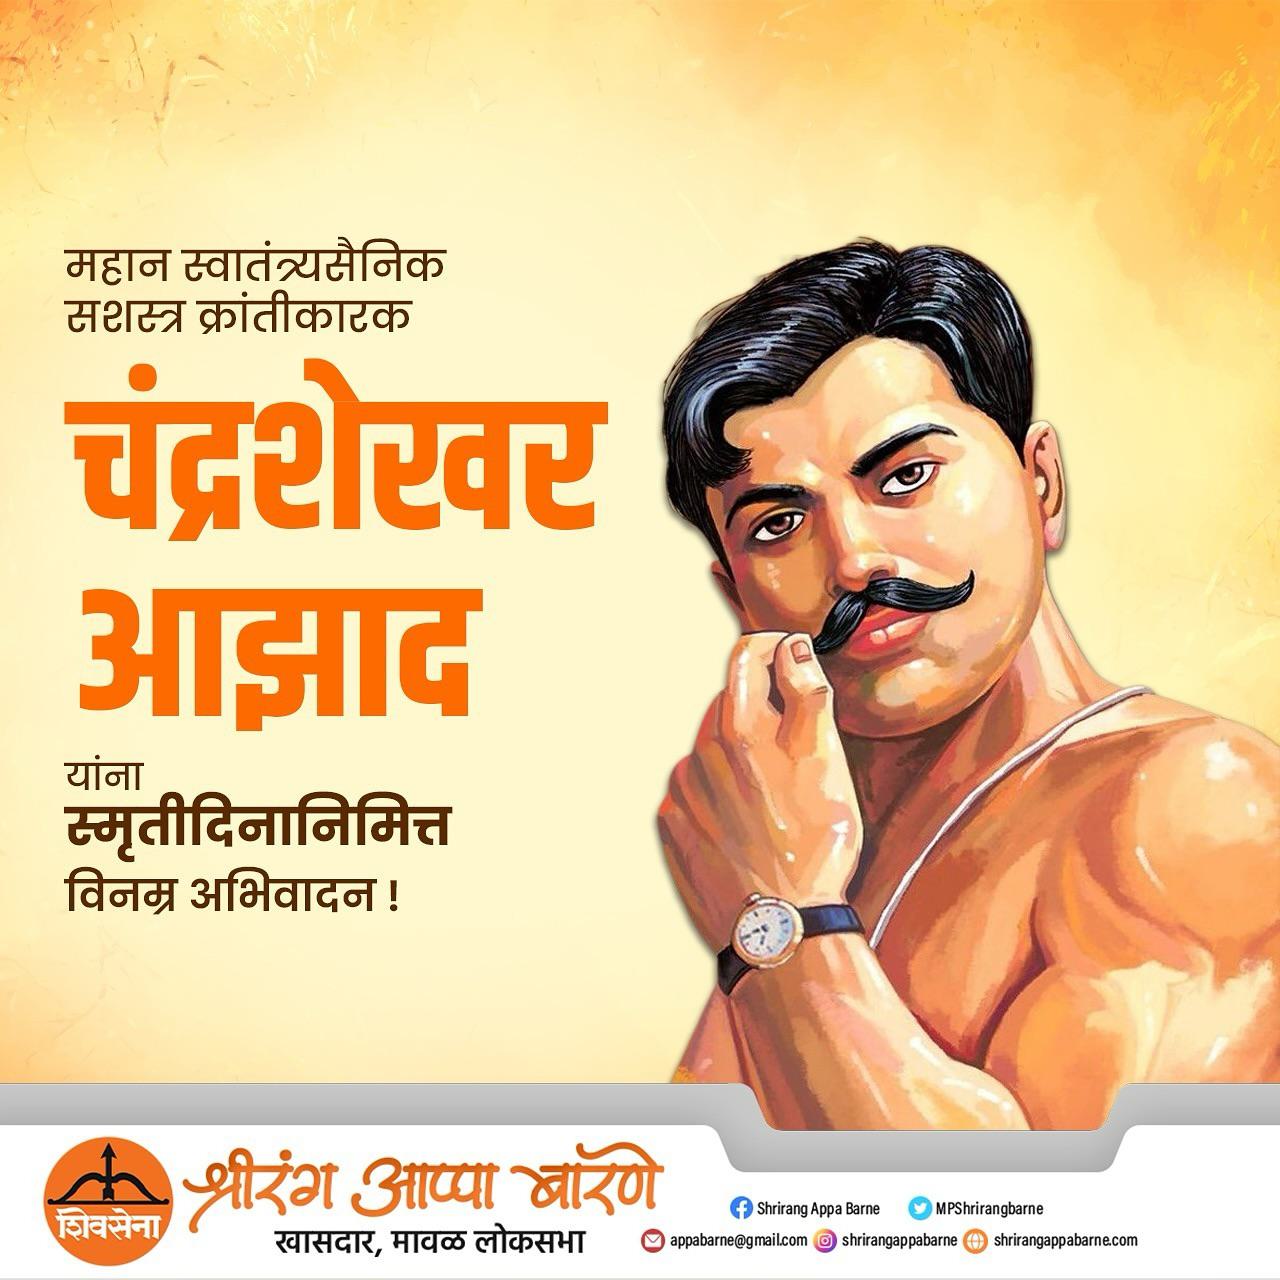 महान स्वातंत्र्यसैनिक
सशस्त्र क्रांतीकारक
चंद्रशेखर
आझाद
यांना
स्मृतीदिनानिमित्त
विनम्र अभिवादन !
शिवसेना
श्रीरंग आप्पा बारणे
खासदार, मावळ लोकसभा
Shrirang Appa Barne MPShrirangbarne
appabarne@gmail.com shrirangappabarne shrirangappabarne.com